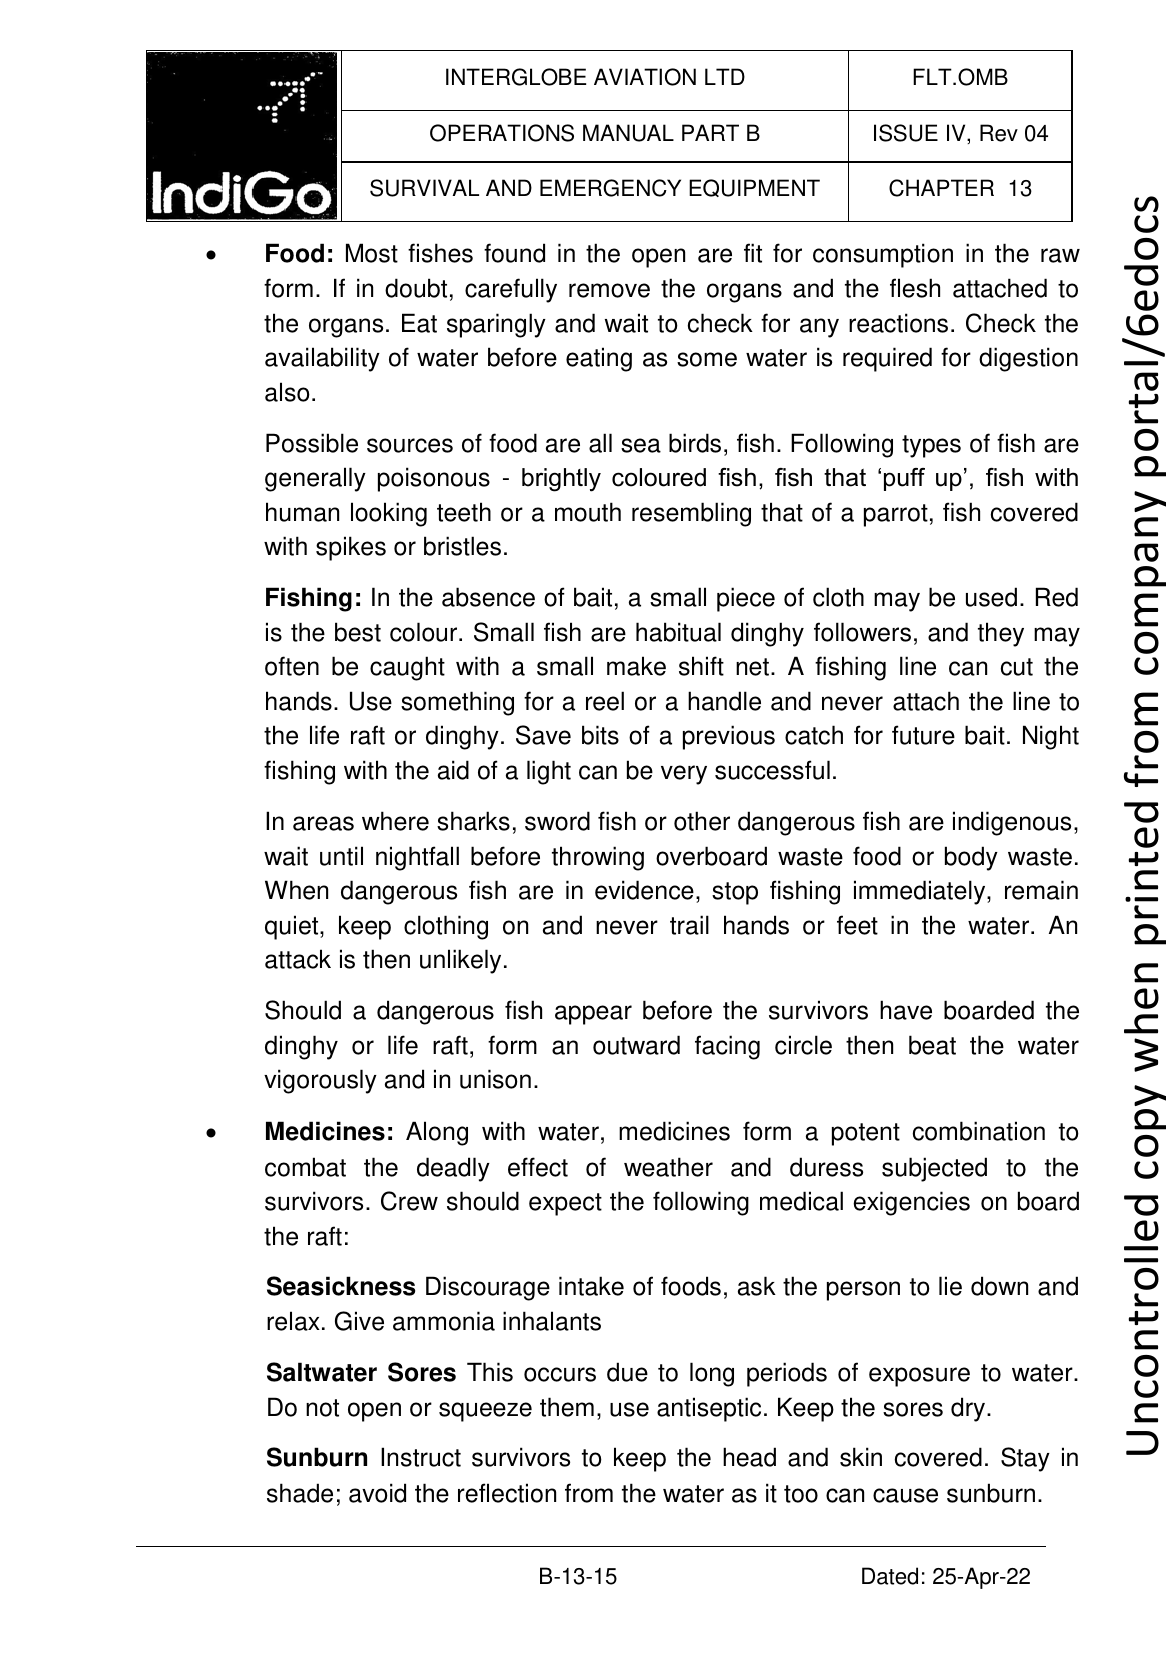 INTERGLOBE AVIATION LTD
FLT.OMB
OPERATIONS MANUAL PART B
ISSUE IV, Rev 04
IndiGo
SURVIVAL AND EMERGENCY EQUIPMENT
CHAPTER 13
• Food: Most fishes found in the open are fit for consumption in the raw
form. If in doubt, carefully remove the organs and the flesh attached to
the organs. Eat sparingly and wait to check for any reactions. Check the
availability of water before eating as some water is required for digestion
also.
Possible sources of food are all sea birds, fish. Following types of fish are
generally poisonous - brightly coloured fish, fish that ‘puff up’, fish with
human looking teeth or a mouth resembling that of a parrot, fish covered
with spikes or bristles.
Fishing: In the absence of bait, a small piece of cloth may be used. Red
is the best colour. Small fish are habitual dinghy followers, and they may
often be caught with a small make shift net. A fishing line can cut the
hands. Use something for a reel or a handle and never attach the line to
the life raft or dinghy. Save bits of a previous catch for future bait. Night
fishing with the aid of a light can be very successful.
In areas where sharks, sword fish or other dangerous fish are indigenous,
wait until nightfall before throwing overboard waste food or body waste.
When dangerous fish are in evidence, stop fishing immediately, remain
quiet, keep clothing on and never trail hands or feet in the water. An
attack is then unlikely.
Should a dangerous fish appear before the survivors have boarded the
dinghy or life raft, form an outward facing circle then beat the water
vigorously and in unison.
• Medicines: Along with water, medicines form a potent combination to
combat the deadly effect of weather and duress subjected to the
survivors. Crew should expect the following medical exigencies on board
the raft:
Seasickness Discourage intake of foods, ask the person to lie down and
relax. Give ammonia inhalants
Saltwater Sores This occurs due to long periods of exposure to water.
Do not open or squeeze them, use antiseptic. Keep the sores dry.
Sunburn Instruct survivors to keep the head and skin covered. Stay in
shade; avoid the reflection from the water as it too can cause sunburn.
B-13-15
Dated: 25-Apr-22
Uncontrolled copy when printed from company portal/6edocs